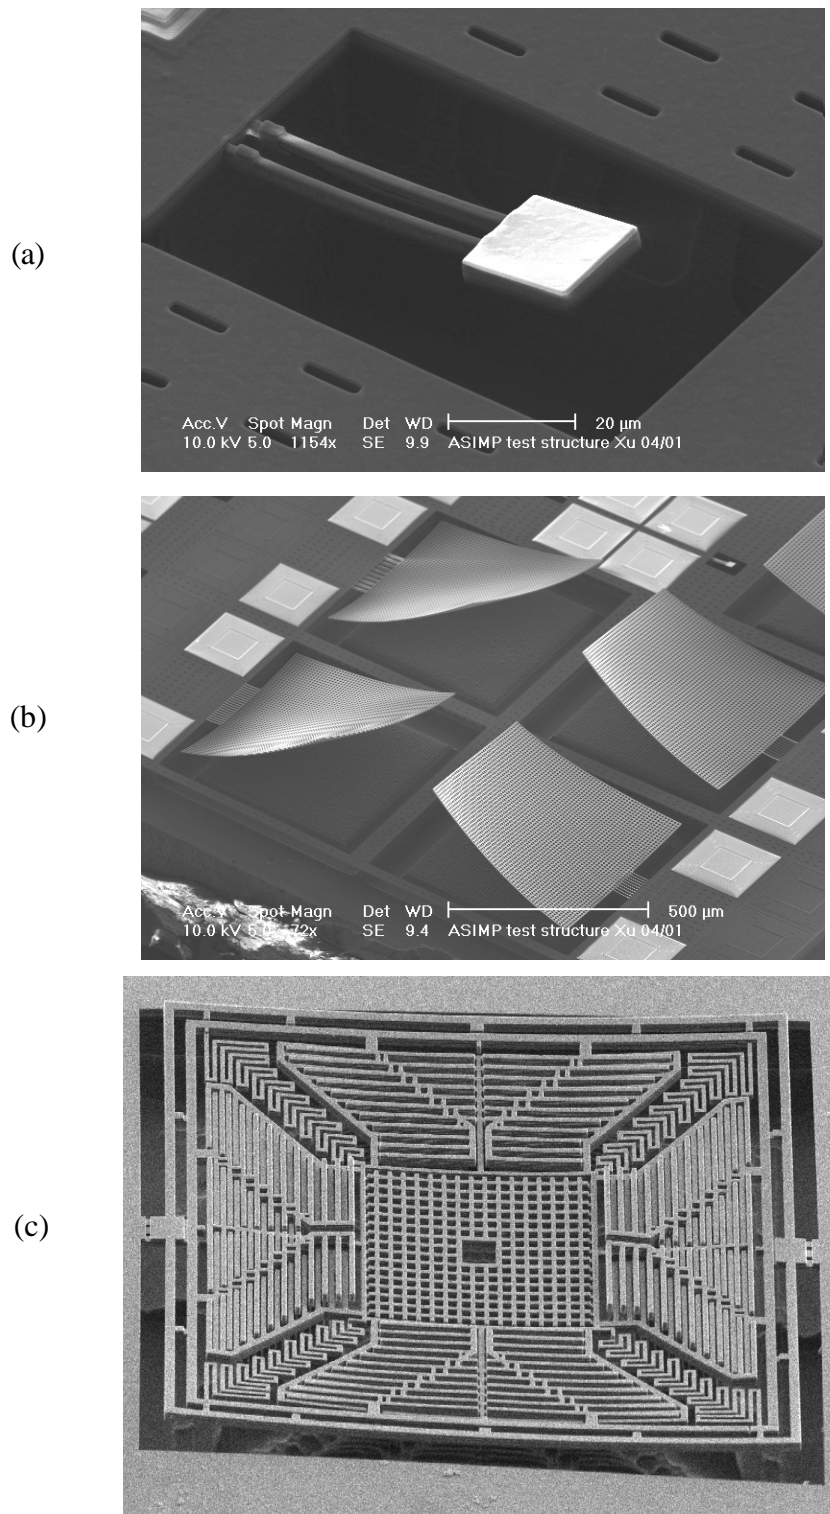 (a)
Acc.V Spot Magn Det WD 20 µm
10.0 kV 5.0 1154x SE 9.9 ASIMP test structure Xu 04/01
(b)
Acc.V Spot Magn Det WD 500 µm
10.0 kV 5.0 72x SE 9.4 ASIMP test structure Xu 04/01
(c)